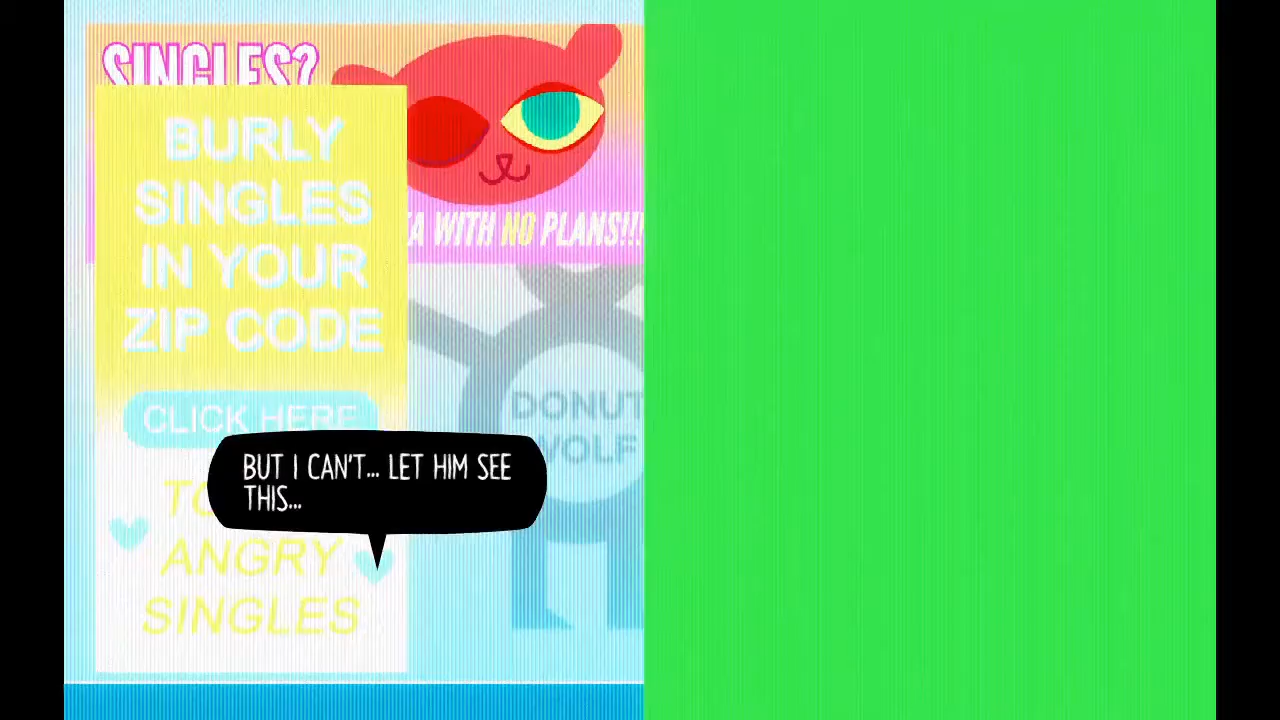 SINGLES?
BURLY
SINGLES
IN YOUR
ZIP CODE
WITH NO PLANS!!!
CLICK HERE
DONUT
WOLF
BUT I CAN'T... LET HIM SEE
THIS...
ANGRY
SINGLES